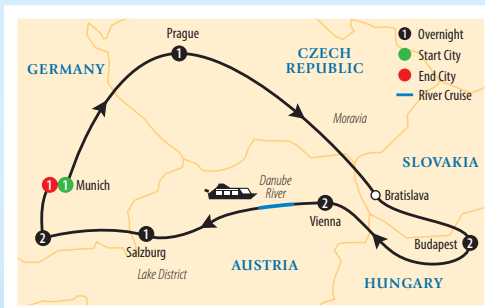 Prague
1
CZECH
REPUBLIC
GERMANY
1 Overnight
Start City
End City
River Cruise
Moravia
SLOVAKIA
1 1 Munich
Danube
River
Bratislava
2
Vienna
2
1
Salzburg
Budapest 2
Lake District
AUSTRIA
HUNGARY